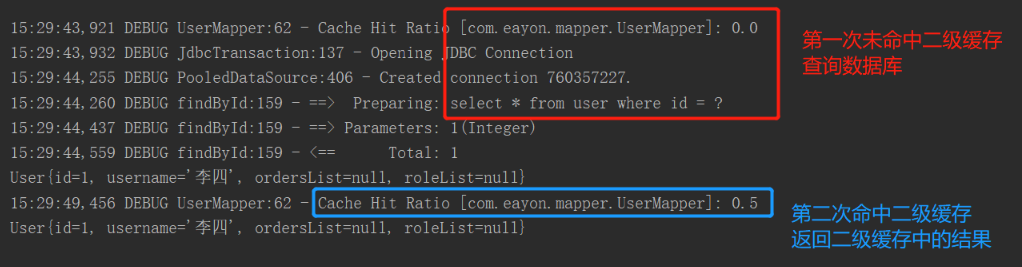 15:29:43,921 DEBUG UserMapper:62 - Cache Hit Ratio [com.eayon.mapper.UserMapper]: 0.0
15:29:43,932 DEBUG JdbcTransaction:137 - Opening JDBC Connection
15:29:44,255 DEBUG PooledDataSource:406 - Created connection 760357227.
15:29:44,260 DEBUG findById:159 - ==>  Preparing: select * from user where id = ?
15:29:44,437 DEBUG findById:159 - ==> Parameters: 1(Integer)
15:29:44,559 DEBUG findById:159 - <==      Total: 1
User{id=1, username='李四', ordersList=null, roleList=null}
15:29:49,456 DEBUG UserMapper:62 - Cache Hit Ratio [com.eayon.mapper.UserMapper]: 0.5
User{id=1, username='李四', ordersList=null, roleList=null}
第一次未命中二级缓存
查询数据库
第二次命中二级缓存
返回二级缓存中的结果